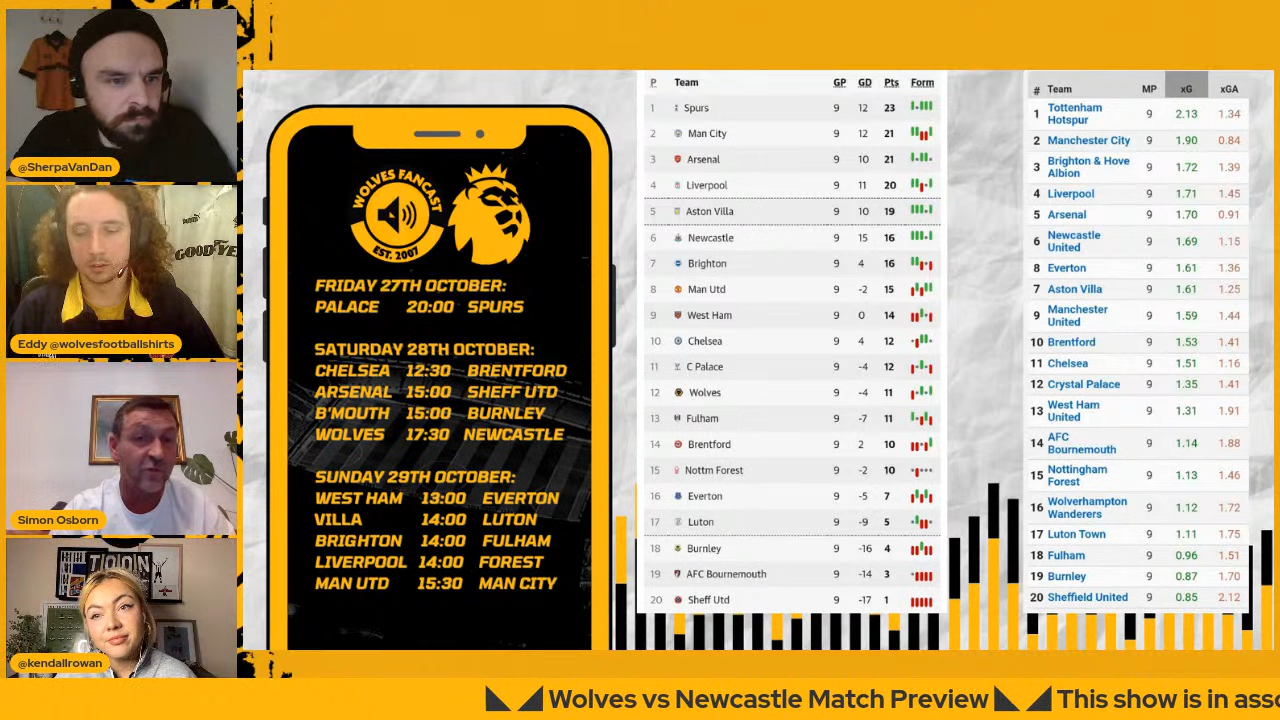 @SherpaVanDan
GOODYEAR
Eddy @wolvesfootballshirts
Simon Osborn
TOON
@kendallrowan
WOLVES FANCAST
EST. 2007
FRIDAY 27TH OCTOBER:
PALACE 20:00 SPURS
SATURDAY 28TH OCTOBER:
CHELSEA 12:30 BRENTFORD
ARSENAL 15:00 SHEFF UTD
B'MOUTH 15:00 BURNLEY
WOLVES 17:30 NEWCASTLE
SUNDAY 29TH OCTOBER:
WEST HAM 13:00 EVERTON
VILLA 14:00 LUTON
BRIGHTON 14:00 FULHAM
LIVERPOOL 14:00 FOREST
MAN UTD 15:30 MAN CITY
P Team GP GD Pts Form
1 Spurs 9 12 23
2 Man City 9 12 21
3 Arsenal 9 10 21
4 Liverpool 9 11 20
5 Aston Villa 9 10 19
6 Newcastle 9 15 16
7 Brighton 9 4 16
8 Man Utd 9 -2 15
9 West Ham 9 0 14
10 Chelsea 9 4 12
11 C Palace 9 -4 12
12 Wolves 9 -4 11
13 Fulham 9 -7 11
14 Brentford 9 2 10
15 Nottm Forest 9 -2 10
16 Everton 9 -5 7
17 Luton 9 -9 5
18 Burnley 9 -16 4
19 AFC Bournemouth 9 -14 3
20 Sheff Utd 9 -17 1
# Team MP xG xGA
1 Tottenham Hotspur 9 2.13 1.34
2 Manchester City 9 1.90 0.84
3 Brighton & Hove Albion 9 1.72 1.39
4 Liverpool 9 1.71 1.45
5 Arsenal 9 1.70 0.91
6 Newcastle United 9 1.69 1.15
8 Everton 9 1.61 1.36
7 Aston Villa 9 1.61 1.25
9 Manchester United 9 1.59 1.44
10 Brentford 9 1.53 1.41
11 Chelsea 9 1.51 1.16
12 Crystal Palace 9 1.35 1.41
13 West Ham United 9 1.31 1.91
14 AFC Bournemouth 9 1.14 1.88
15 Nottingham Forest 9 1.13 1.46
16 Wolverhampton Wanderers 9 1.12 1.72
17 Luton Town 9 1.11 1.75
18 Fulham 9 0.96 1.51
19 Burnley 9 0.87 1.70
20 Sheffield United 9 0.85 2.12
Wolves vs Newcastle Match Preview This show is in asso